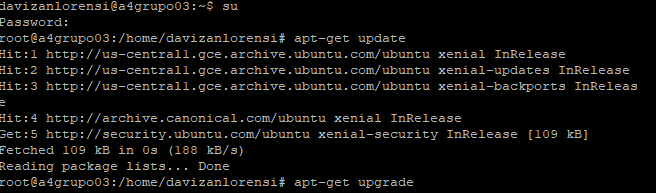 davizanlorensi@a4grupo03:~$ su
Password:
root@a4grupo03:/home/davizanlorensi# apt-get update
Hit:1 http://us-central1.gce.archive.ubuntu.com/ubuntu xenial InRelease
Hit:2 http://us-central1.gce.archive.ubuntu.com/ubuntu xenial-updates InRelease
Hit:3 http://us-central1.gce.archive.ubuntu.com/ubuntu xenial-backports InReleas
e
Hit:4 http://archive.canonical.com/ubuntu xenial InRelease
Get:5 http://security.ubuntu.com/ubuntu xenial-security InRelease [109 kB]
Fetched 109 kB in 0s (188 kB/s)
Reading package lists... Done
root@a4grupo03:/home/davizanlorensi# apt-get upgrade